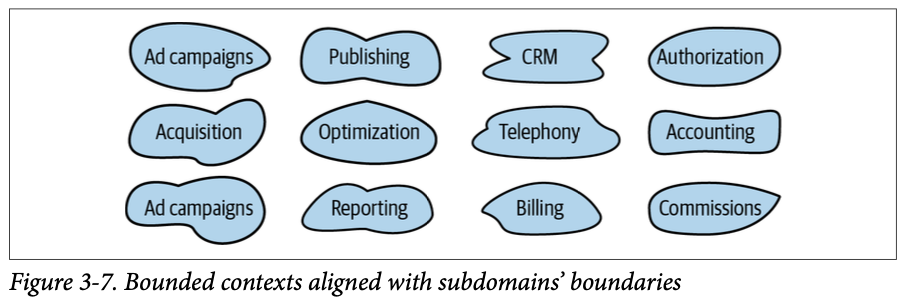 Ad campaigns Publishing CRM Authorization
Acquisition Optimization Telephony Accounting
Ad campaigns Reporting Billing Commissions
Figure 3-7. Bounded contexts aligned with subdomains’ boundaries